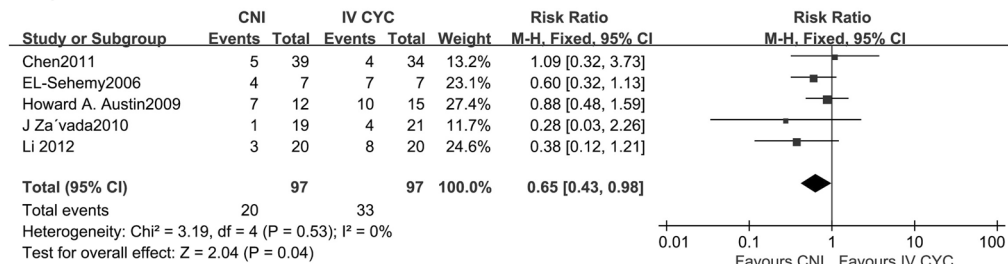 CNI IV CYC Risk Ratio Risk Ratio
Study or Subgroup Events Total Events Total Weight M-H, Fixed, 95% CI M-H, Fixed, 95% CI
Chen2011 5 39 4 34 13.2% 1.09 [0.32, 3.73]
EL-Sehemy2006 4 7 7 7 23.1% 0.60 [0.32, 1.13]
Howard A. Austin2009 7 12 10 15 27.4% 0.88 [0.48, 1.59]
J Za´vada2010 1 19 4 21 11.7% 0.28 [0.03, 2.26]
Li 2012 3 20 8 20 24.6% 0.38 [0.12, 1.21]
Total (95% CI) 97 97 100.0% 0.65 [0.43, 0.98]
Total events 20 33
Heterogeneity: Chi² = 3.19, df = 4 (P = 0.53); I² = 0%
Test for overall effect: Z = 2.04 (P = 0.04)
0.01 0.1 1 10 100
Favours CNI Favours IV CYC